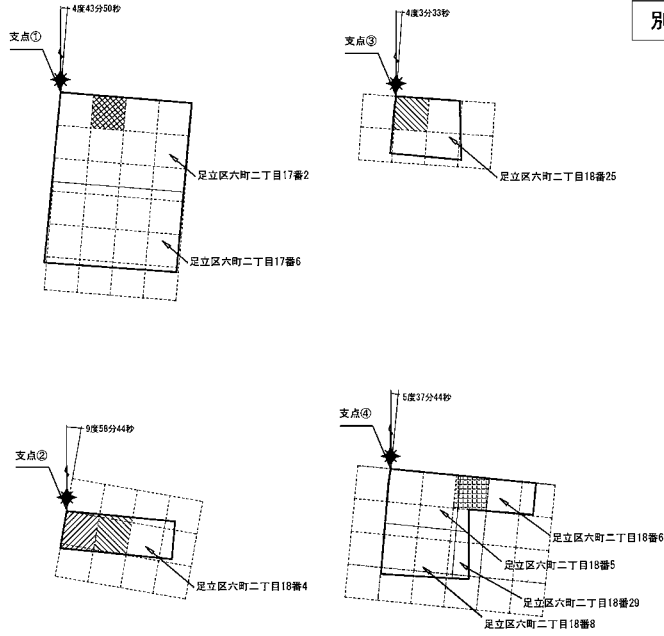 別
4度43分50秒
支点①
足立区六町二丁目17番2
足立区六町二丁目17番6
4度3分33秒
支点③
足立区六町二丁目18番25
9度58分44秒
支点②
足立区六町二丁目18番4
5度37分44秒
支点④
足立区六町二丁目18番6
足立区六町二丁目18番5
足立区六町二丁目18番29
足立区六町二丁目18番8